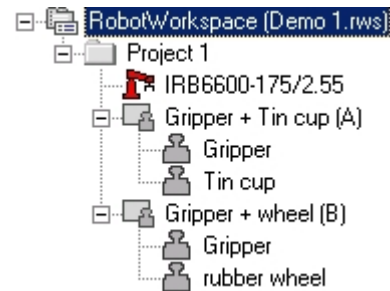 RobotWorkspace (Demo 1.rws)
Project 1
IRB6600-175/2.55
Gripper + Tin cup (A)
Gripper
Tin cup
Gripper + wheel (B)
Gripper
rubber wheel